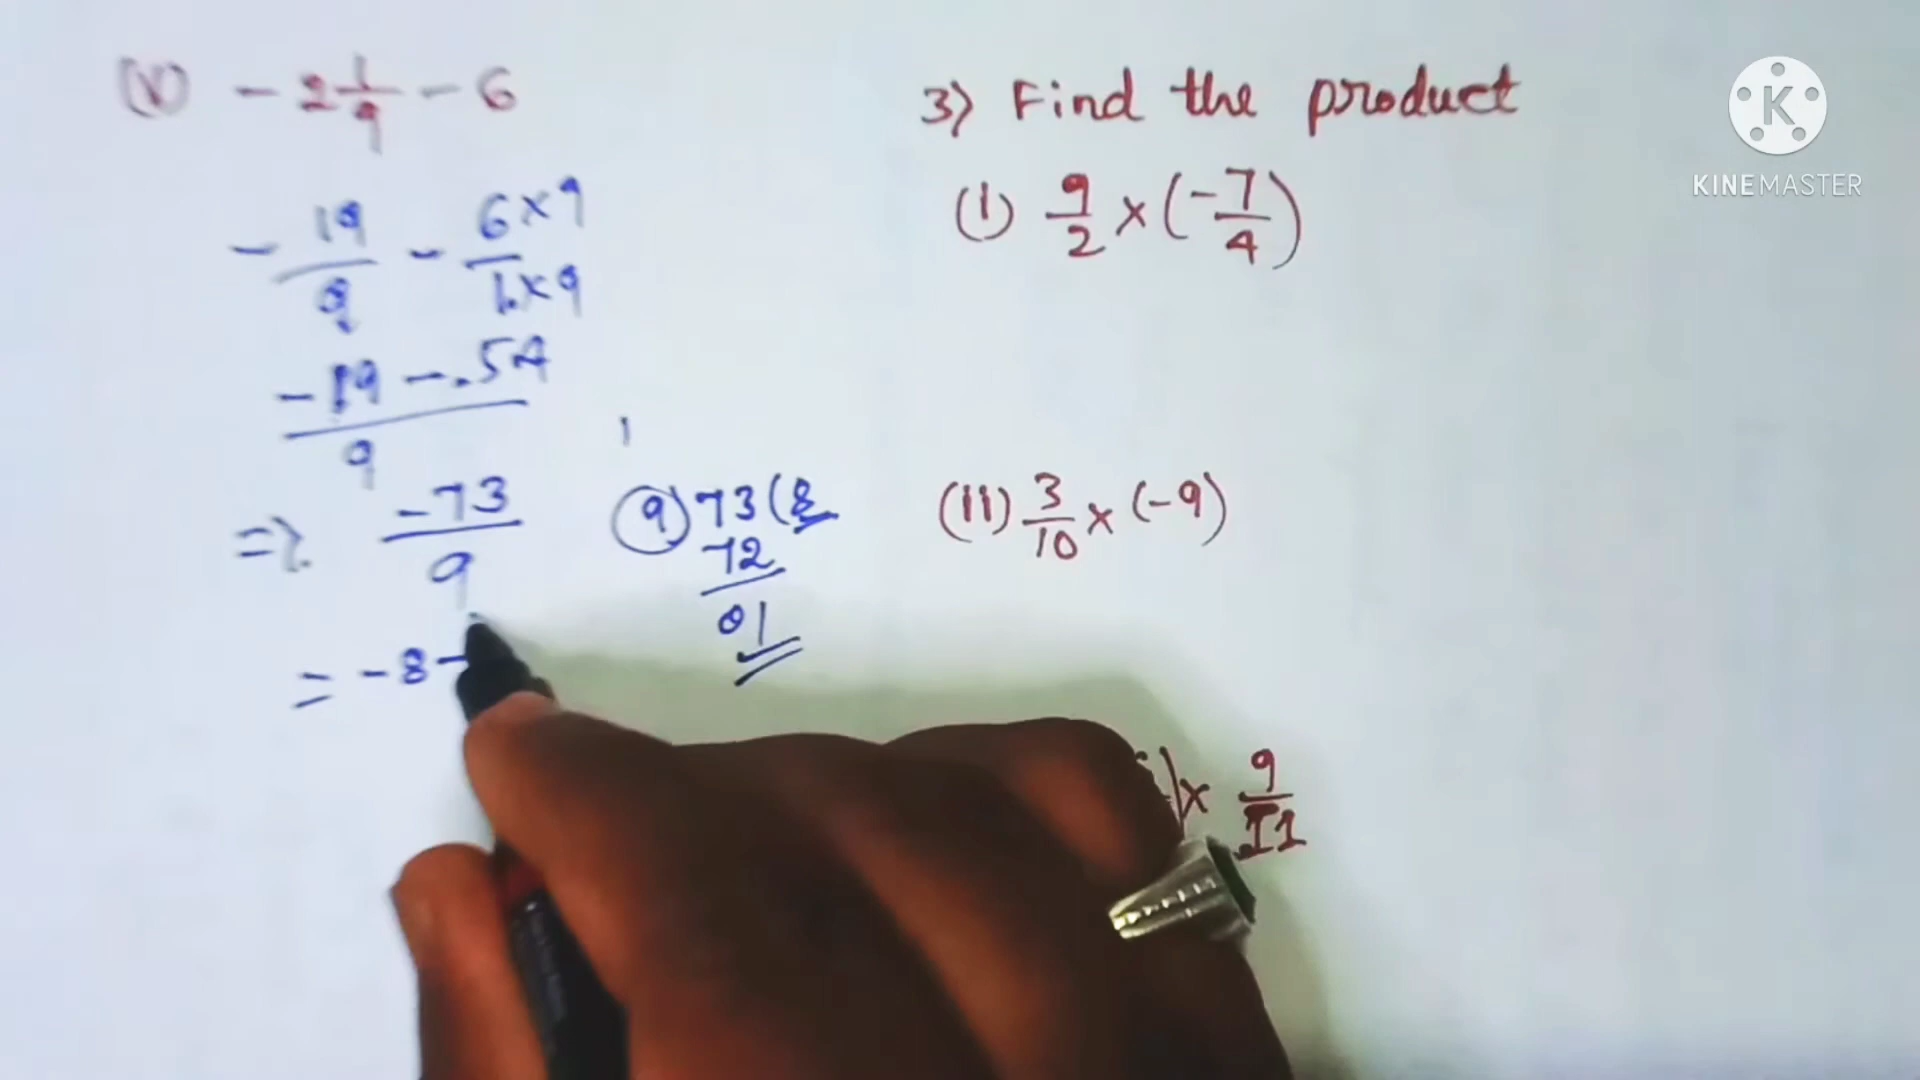 (V) - 2 1/9 - 6
- 19/9 - 6×9/1×9
-19 - 54/9
=> -73/9
9) 73 (8
72
01
= -8
3) Find the product
(i) 9/2 × (-7/4)
(ii) 3/10 × (-9)
) × 9/11
KINEMASTER